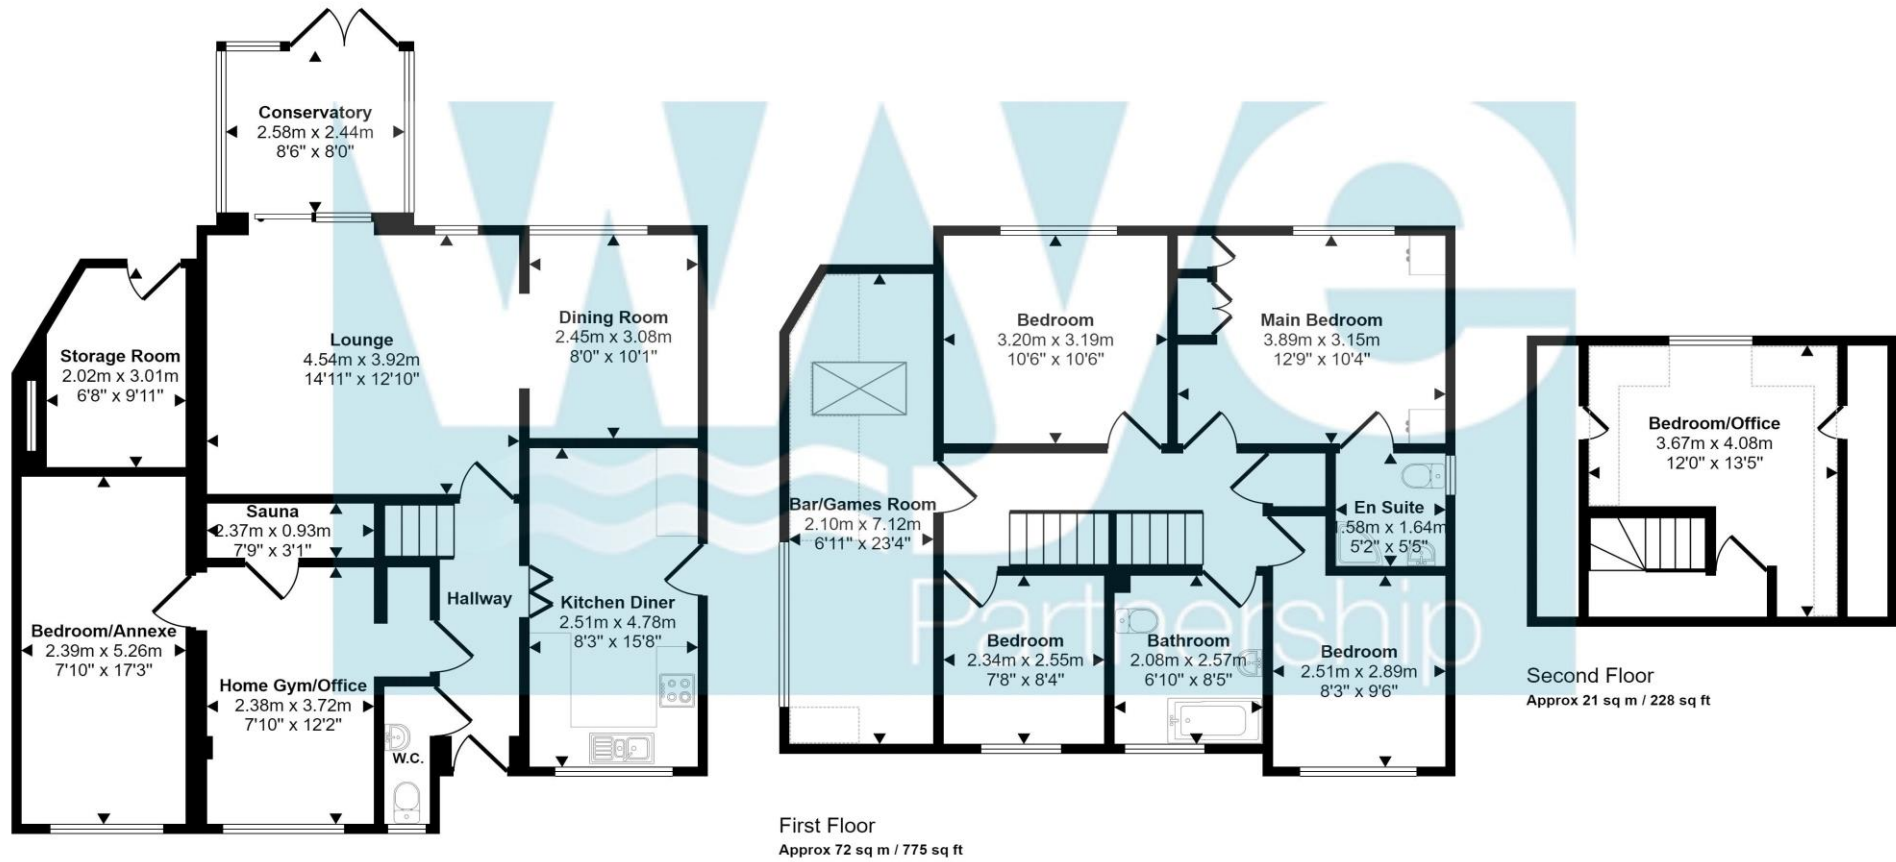 Conservatory
2.58m x 2.44m
8'6" x 8'0"
Storage Room
2.02m x 3.01m
6'8" x 9'11"
Lounge
4.54m x 3.92m
14'11" x 12'10"
Dining Room
2.45m x 3.08m
8'0" x 10'1"
Sauna
2.37m x 0.93m
7'9" x 3'1"
Hallway
Kitchen Diner
2.51m x 4.78m
8'3" x 15'8"
Bedroom/Annexe
2.39m x 5.26m
7'10" x 17'3"
Home Gym/Office
2.38m x 3.72m
7'10" x 12'2"
W.C.
Bedroom
3.20m x 3.19m
10'6" x 10'6"
Main Bedroom
3.89m x 3.15m
12'9" x 10'4"
Bar/Games Room
2.10m x 7.12m
6'11" x 23'4"
En Suite
1.58m x 1.64m
5'2" x 5'5"
Bedroom
2.34m x 2.55m
7'8" x 8'4"
Bathroom
2.08m x 2.57m
6'10" x 8'5"
Bedroom
2.51m x 2.89m
8'3" x 9'6"
First Floor
Approx 72 sq m / 775 sq ft
Bedroom/Office
3.67m x 4.08m
12'0" x 13'5"
Second Floor
Approx 21 sq m / 228 sq ft
Partnership